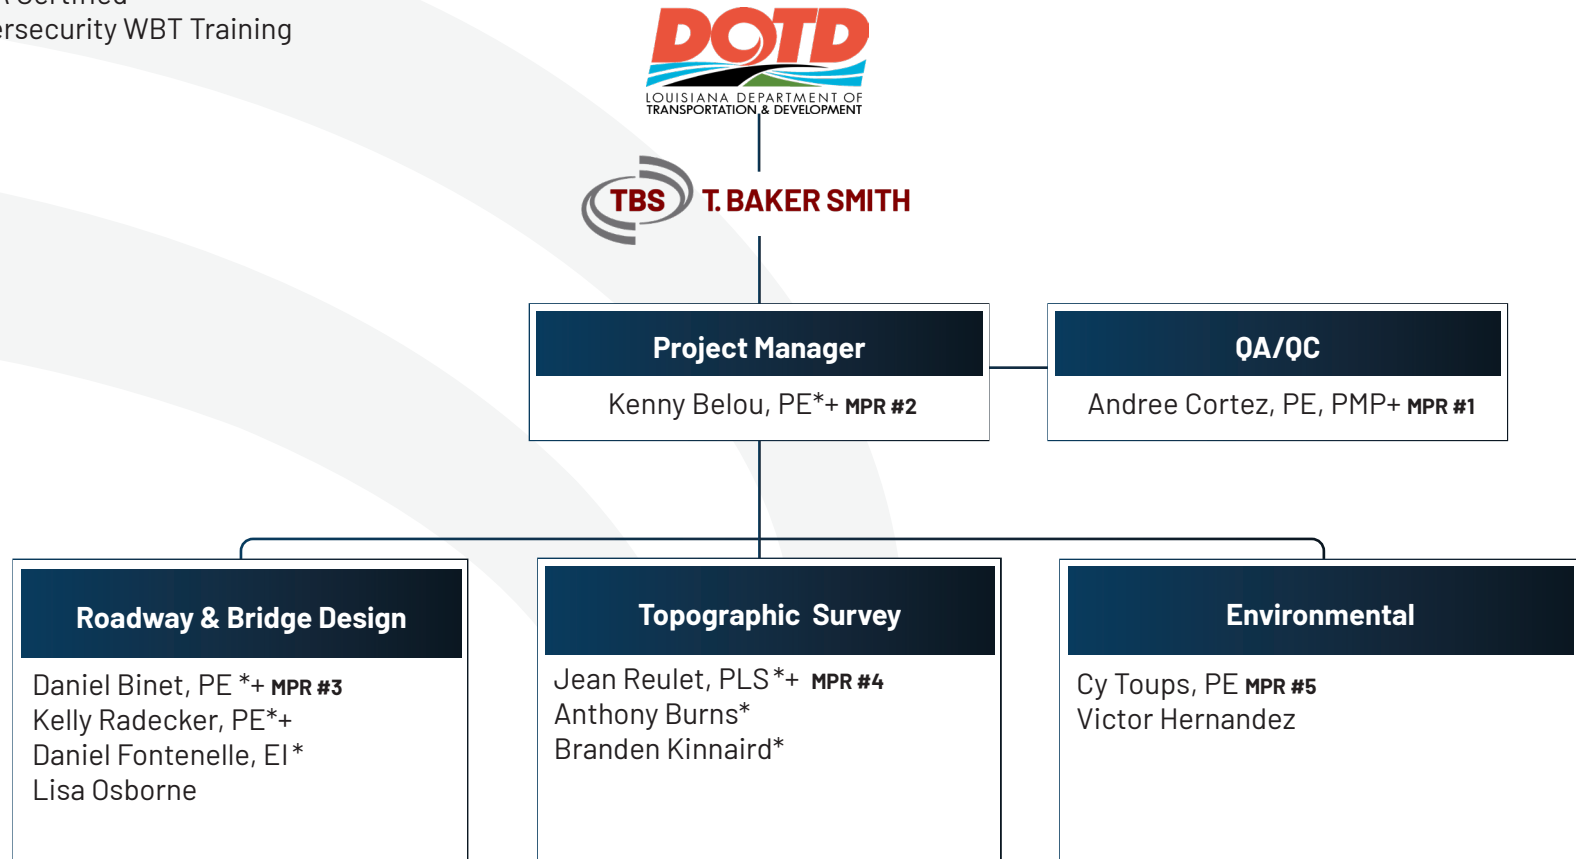 ersecurity WBT Training
DOTD
LOUISIANA DEPARTMENT OF
TRANSPORTATION & DEVELOPMENT
TBS T. BAKER SMITH
Project Manager
Kenny Belou, PE*+ MPR #2
QA/QC
Andree Cortez, PE, PMP+ MPR #1
Roadway & Bridge Design
Daniel Binet, PE *+ MPR #3
Kelly Radecker, PE*+
Daniel Fontenelle, EI*
Lisa Osborne
Topographic Survey
Jean Reulet, PLS*+ MPR #4
Anthony Burns*
Branden Kinnaird*
Environmental
Cy Toups, PE MPR #5
Victor Hernandez